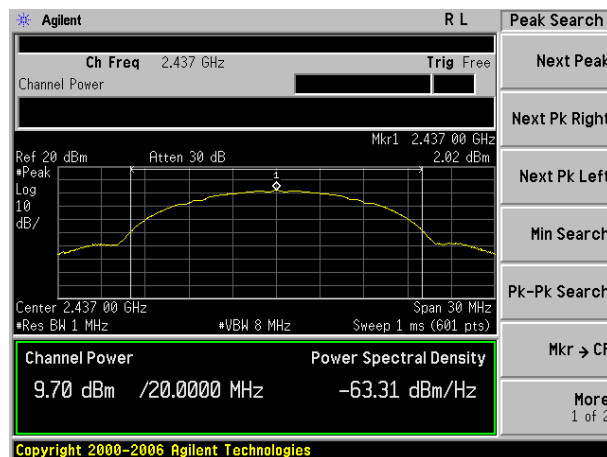 Agilent R L Peak Search
Ch Freq 2.437 GHz Trig Free
Channel Power
Next Peak
Next Pk Right
Mkr1 2.437 00 GHz
Ref 20 dBm Atten 30 dB 2.02 dBm
#Peak
Log
10
dB/
1
Next Pk Left
Min Search
Pk-Pk Search
Center 2.437 00 GHz Span 30 MHz
#Res BW 1 MHz #VBW 8 MHz Sweep 1 ms (601 pts)
Channel Power Power Spectral Density
9.70 dBm /20.0000 MHz -63.31 dBm/Hz
Mkr → CF
More
1 of 2
Copyright 2000-2006 Agilent Technologies